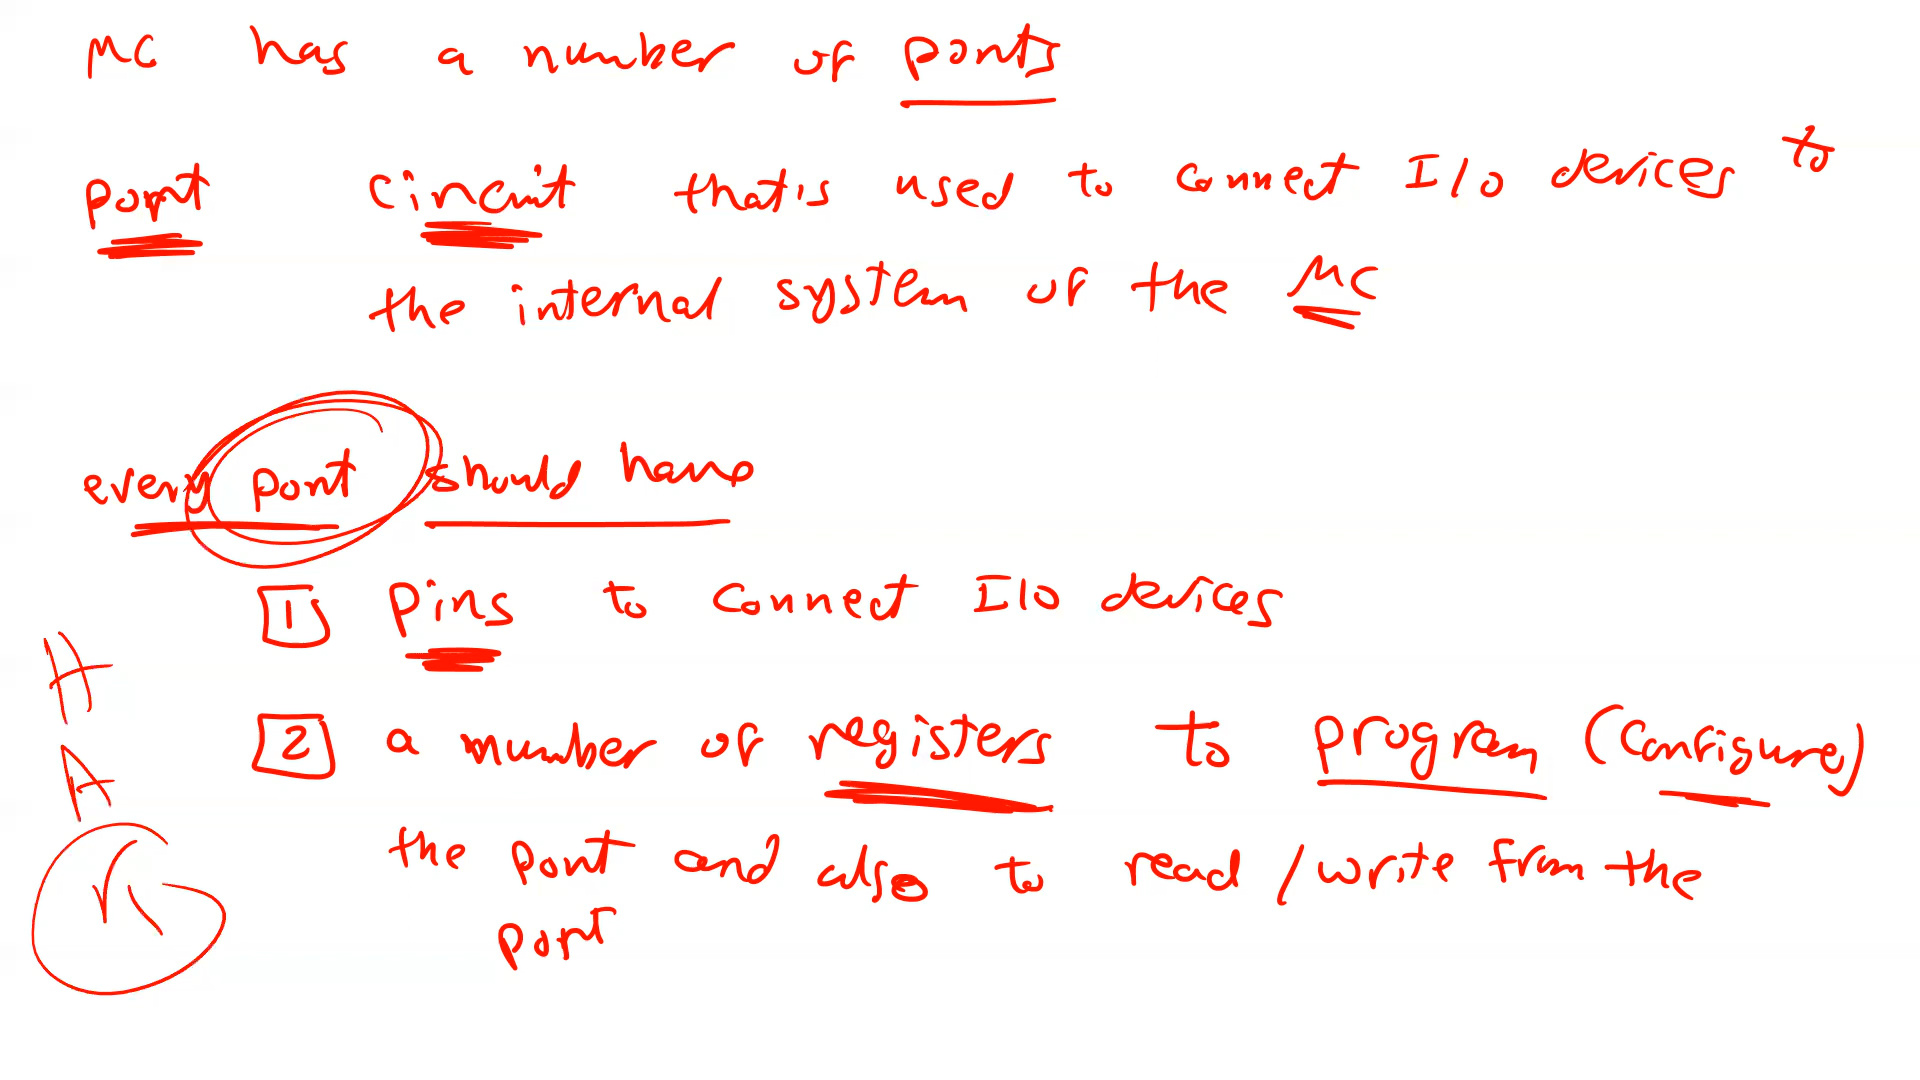 MC has a number of ports
port circuit that's used to connect I/O devices to
the internal system of the MC
every port should have
1 Pins to connect I/O devices
2 a number of registers to program (Configure)
the port and also to read / write from the
port
H
A